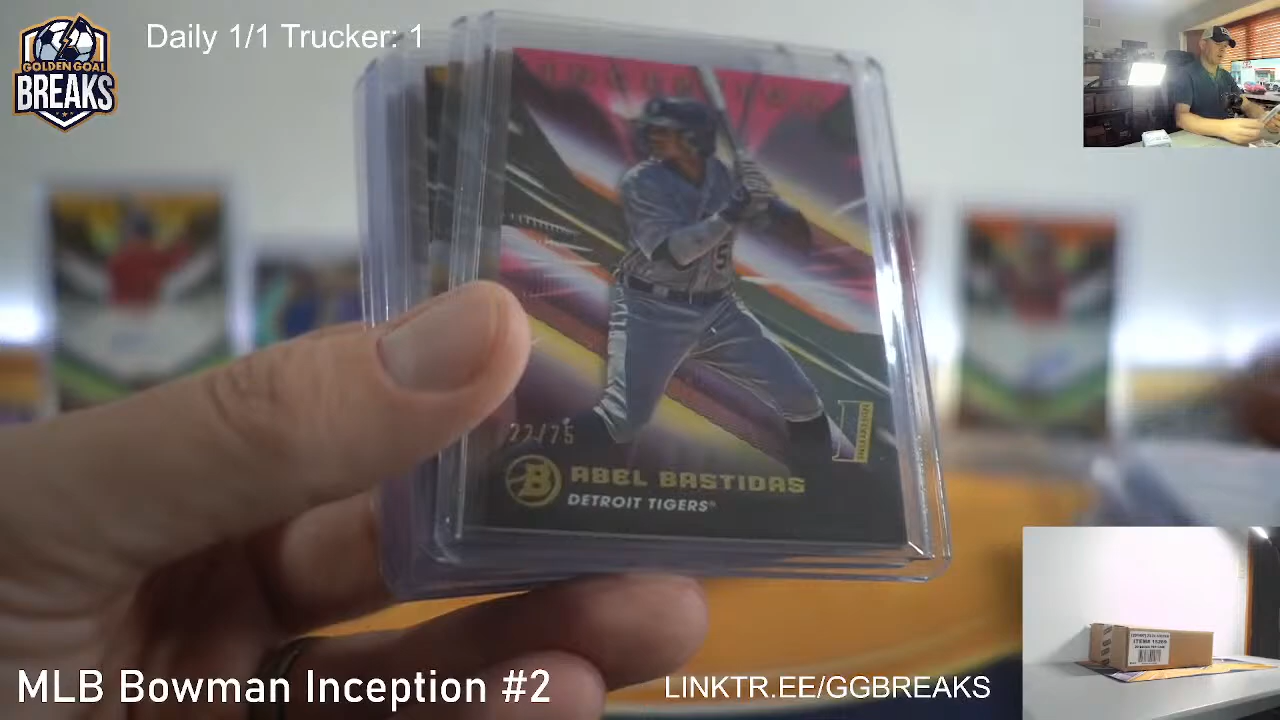 Daily 1/1 Trucker: 1
GOLDEN GOAL
BREAKS
22/75
B
ABEL BASTIDAS
DETROIT TIGERS
INCEPTION
MLB Bowman Inception #2
LINKTR.EE/GGBREAKS